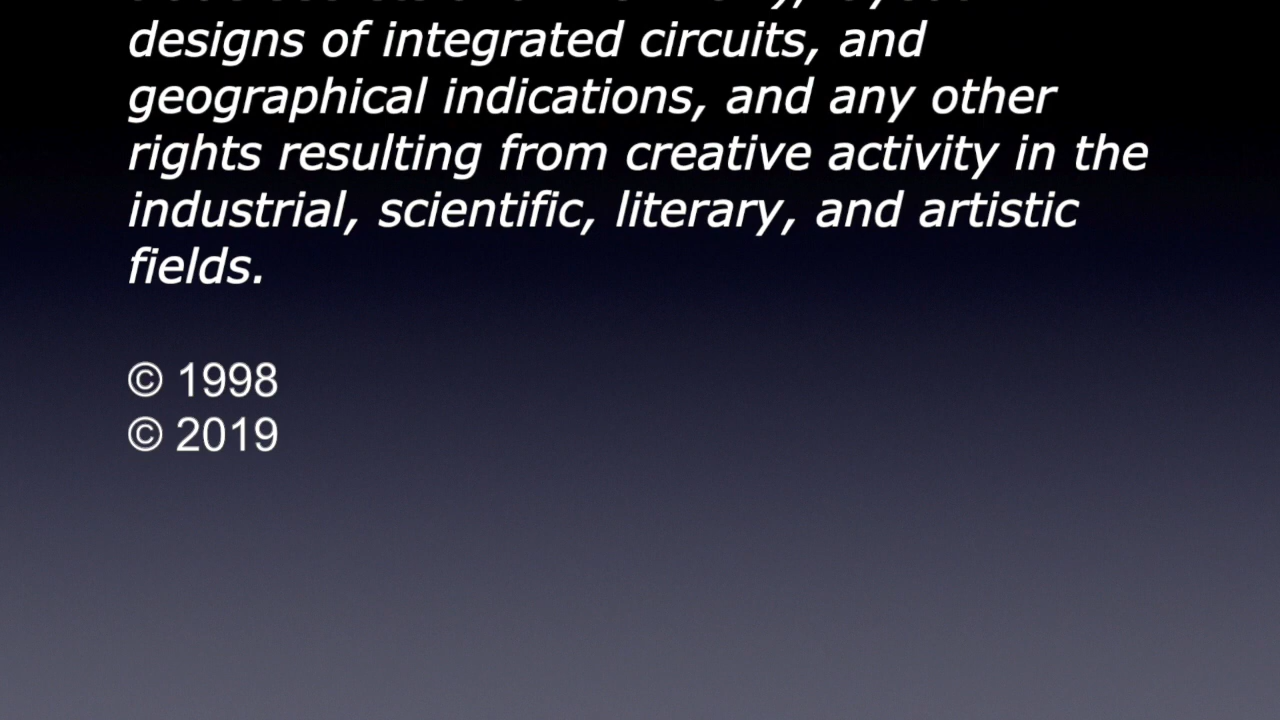 designs of integrated circuits, and
geographical indications, and any other
rights resulting from creative activity in the
industrial, scientific, literary, and artistic
fields.
© 1998
© 2019